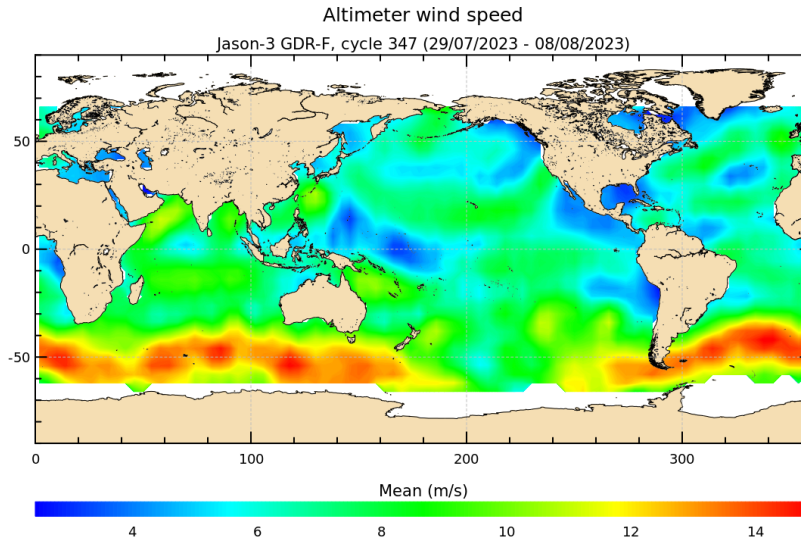 Altimeter wind speed
Jason-3 GDR-F, cycle 347 (29/07/2023 - 08/08/2023)
50
0
-50
0 100 200 300
Mean (m/s)
4 6 8 10 12 14